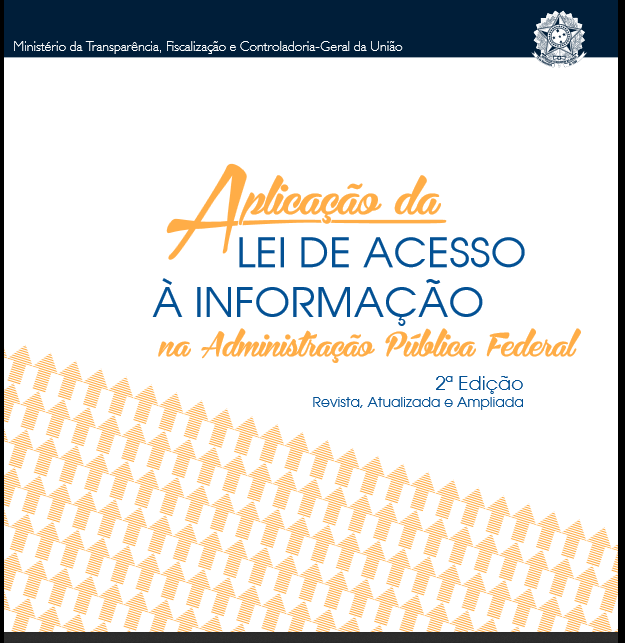 Ministério da Transparência, Fiscalização e Controladoria-Geral da União
Aplicação da
LEI DE ACESSO
À INFORMAÇÃO
na Administração Pública Federal
2ª Edição
Revista, Atualizada e Ampliada